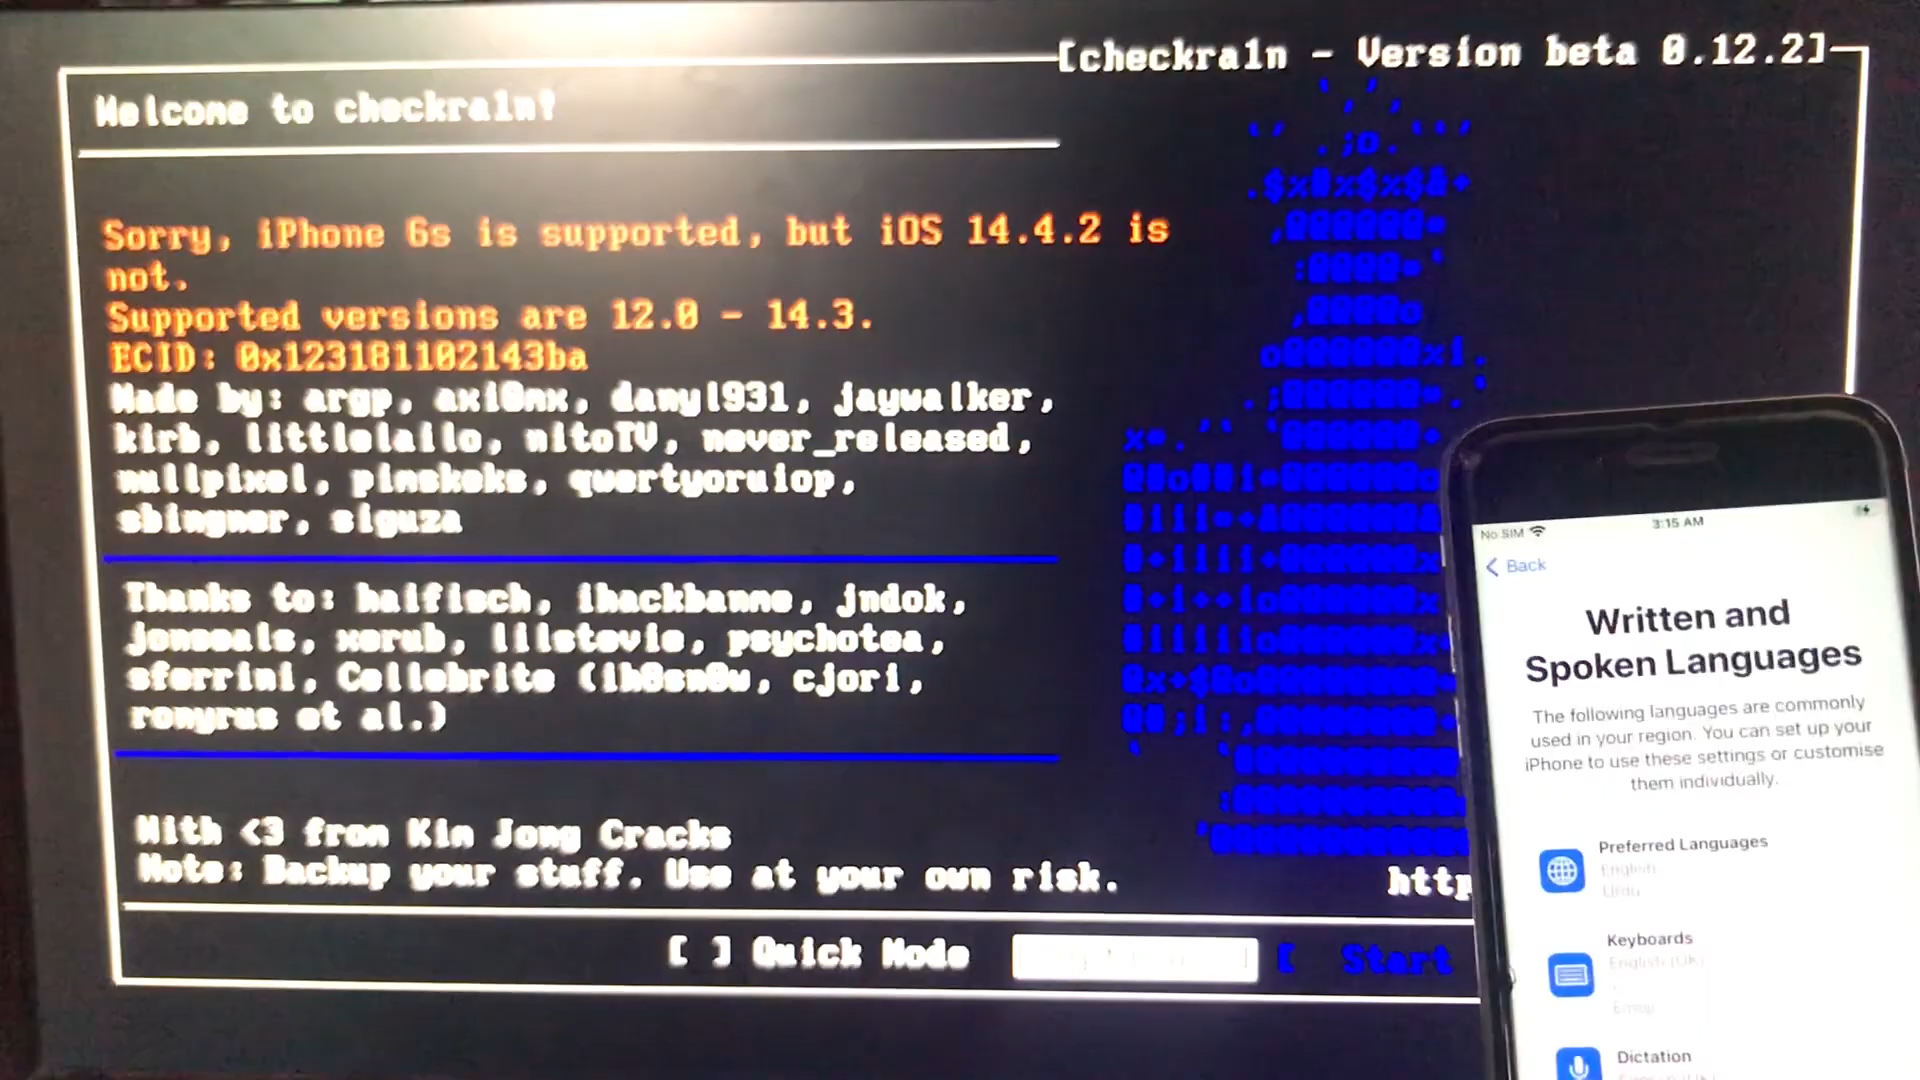 [checkra1n - Version beta 0.12.2]
Welcome to checkra1n!
Sorry, iPhone 6s is supported, but iOS 14.4.2 is
not.
Supported versions are 12.0 - 14.3.
ECID: 0x123181102143ba
Made by: argp, axi0mx, danyl931, jaywalker,
kirb, littlelailo, nitoTV, never_released,
nullpixel, pimskeks, qwertyoruiop,
sbingner, siguza
Thanks to: haifisch, ihackbanme, jndok,
jonseals, xerub, lilstevie, psychotea,
sferrini, Cellebrite (ih8sn0w, cjori,
ronyrus et al.)
With <3 from Kim Jong Cracks
Note: Backup your stuff. Use at your own risk.
http
[ ] Quick Mode
[ Start
No SIM
3:15 AM
Back
Written and
Spoken Languages
The following languages are commonly
used in your region. You can set up your
iPhone to use these settings or customise
them individually.
Preferred Languages
English
Urdu
Keyboards
English (UK)
Emoji
Dictation